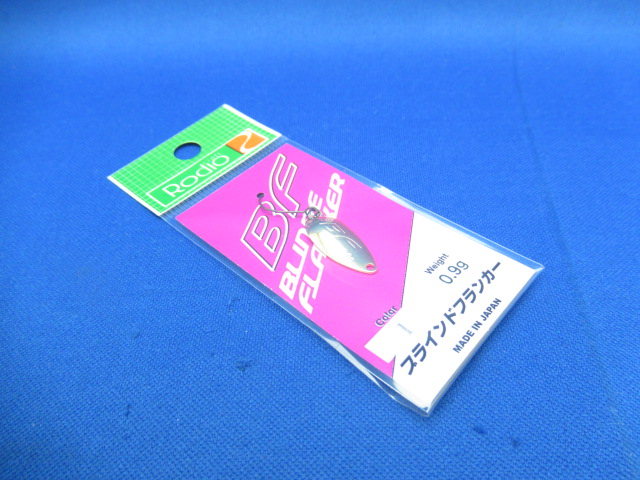 Rodio
BF
BLINDE
FLANKER
Color
Weight
0.9g
ブラインドフランカー
MADE IN JAPAN